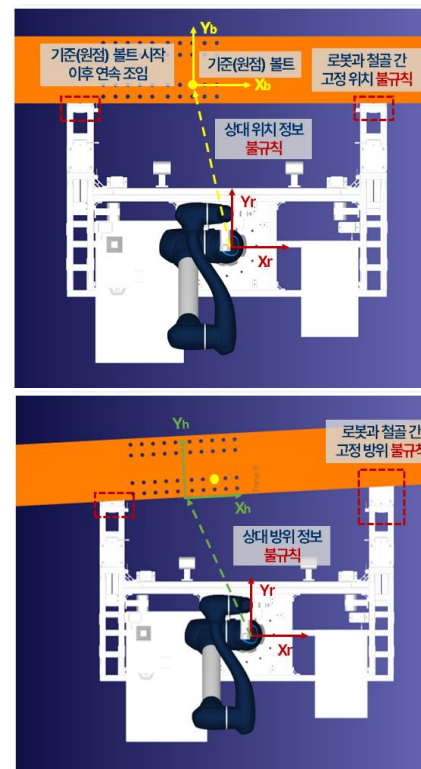 Yb
기준(원점) 볼트 시작
이후 연속 조임
기준(원점) 볼트
Xb
로봇과 철골 간
고정 위치 불규칙
상대 위치 정보
불규칙
Yr
Xr
Yh
로봇과 철골 간
고정 방위 불규칙
Xh
상대 방위 정보
불규칙
Yr
Xr